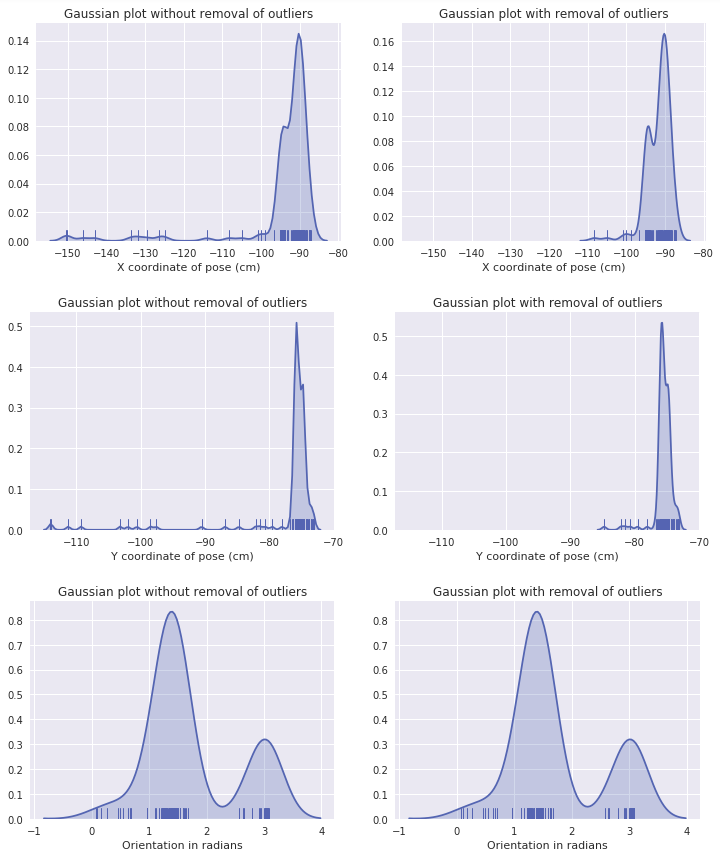 Gaussian plot without removal of outliers
0.14
0.12
0.10
0.08
0.06
0.04
0.02
0.00
−150 −140 −130 −120 −110 −100 −90 −80
X coordinate of pose (cm)
Gaussian plot with removal of outliers
0.16
0.14
0.12
0.10
0.08
0.06
0.04
0.02
0.00
−150 −140 −130 −120 −110 −100 −90 −80
X coordinate of pose (cm)
Gaussian plot without removal of outliers
0.5
0.4
0.3
0.2
0.1
0.0
−110 −100 −90 −80 −70
Y coordinate of pose (cm)
Gaussian plot with removal of outliers
0.5
0.4
0.3
0.2
0.1
0.0
−110 −100 −90 −80 −70
Y coordinate of pose (cm)
Gaussian plot without removal of outliers
0.8
0.7
0.6
0.5
0.4
0.3
0.2
0.1
0.0
−1 0 1 2 3 4
Orientation in radians
Gaussian plot with removal of outliers
0.8
0.7
0.6
0.5
0.4
0.3
0.2
0.1
0.0
−1 0 1 2 3 4
Orientation in radians